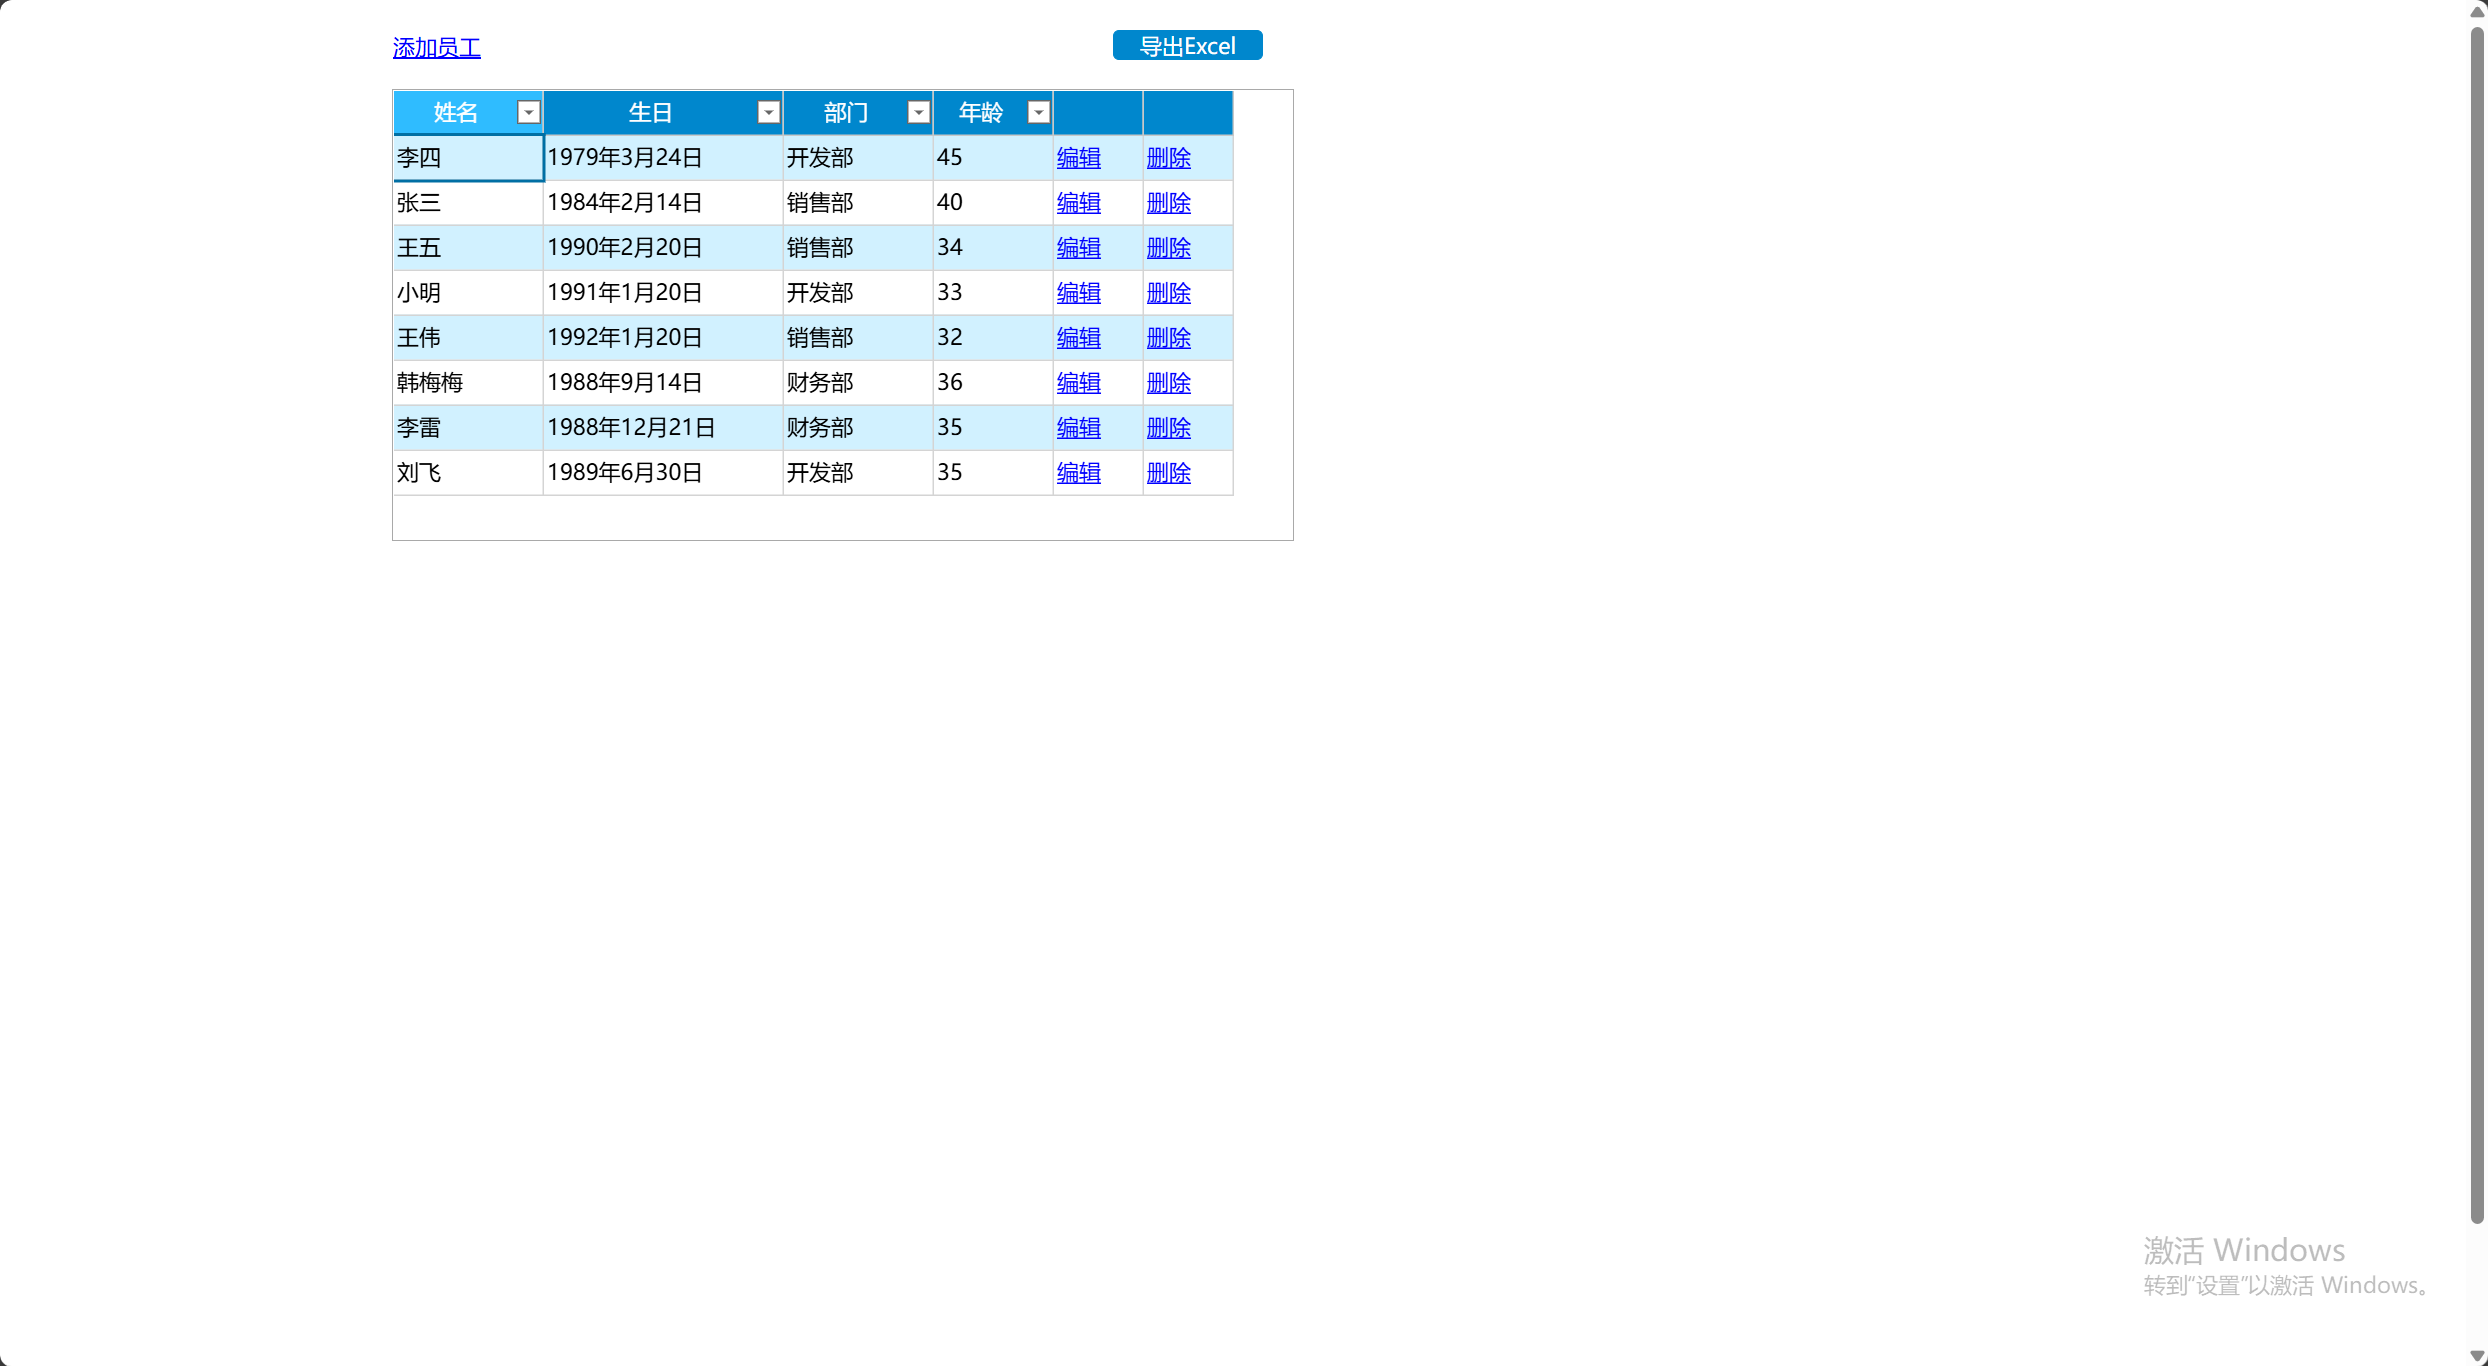 添加员工 导出Excel
姓名 生日 部门 年龄
李四 1979年3月24日 开发部 45 编辑 删除
张三 1984年2月14日 销售部 40 编辑 删除
王五 1990年2月20日 销售部 34 编辑 删除
小明 1991年1月20日 开发部 33 编辑 删除
王伟 1992年1月20日 销售部 32 编辑 删除
韩梅梅 1988年9月14日 财务部 36 编辑 删除
李雷 1988年12月21日 财务部 35 编辑 删除
刘飞 1989年6月30日 开发部 35 编辑 删除
激活 Windows
转到“设置”以激活 Windows。